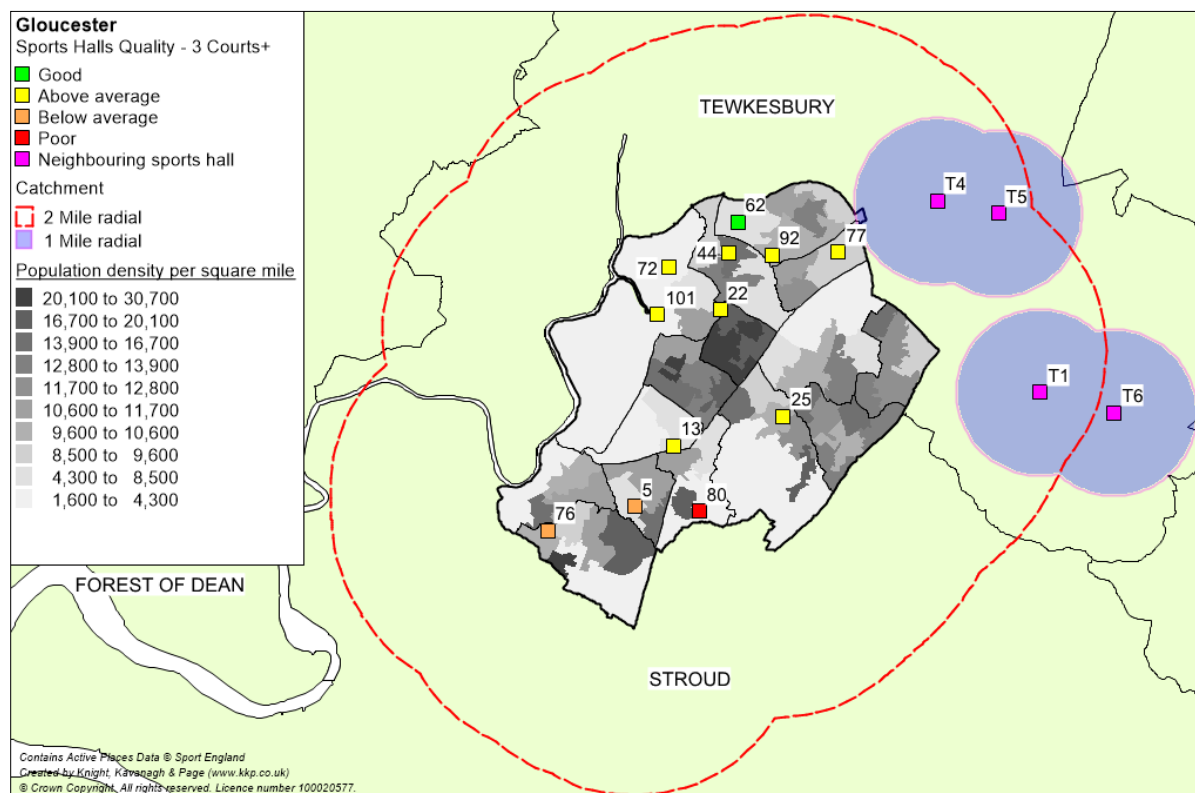 Gloucester
Sports Halls Quality - 3 Courts+
Good
Above average
Below average
Poor
Neighbouring sports hall
Catchment
2 Mile radial
1 Mile radial
Population density per square mile
20,100 to 30,700
16,700 to 20,100
13,900 to 16,700
12,800 to 13,900
11,700 to 12,800
10,600 to 11,700
9,600 to 10,600
8,500 to 9,600
4,300 to 8,500
1,600 to 4,300
TEWKESBURY
T4
T5
62
44
92
77
72
101
22
T1
T6
25
13
5
80
76
FOREST OF DEAN
STROUD
Contains Active Places Data © Sport England
Created by Knight, Kavanagh & Page (www.kkp.co.uk)
© Crown Copyright. All rights reserved. Licence number 100020577.